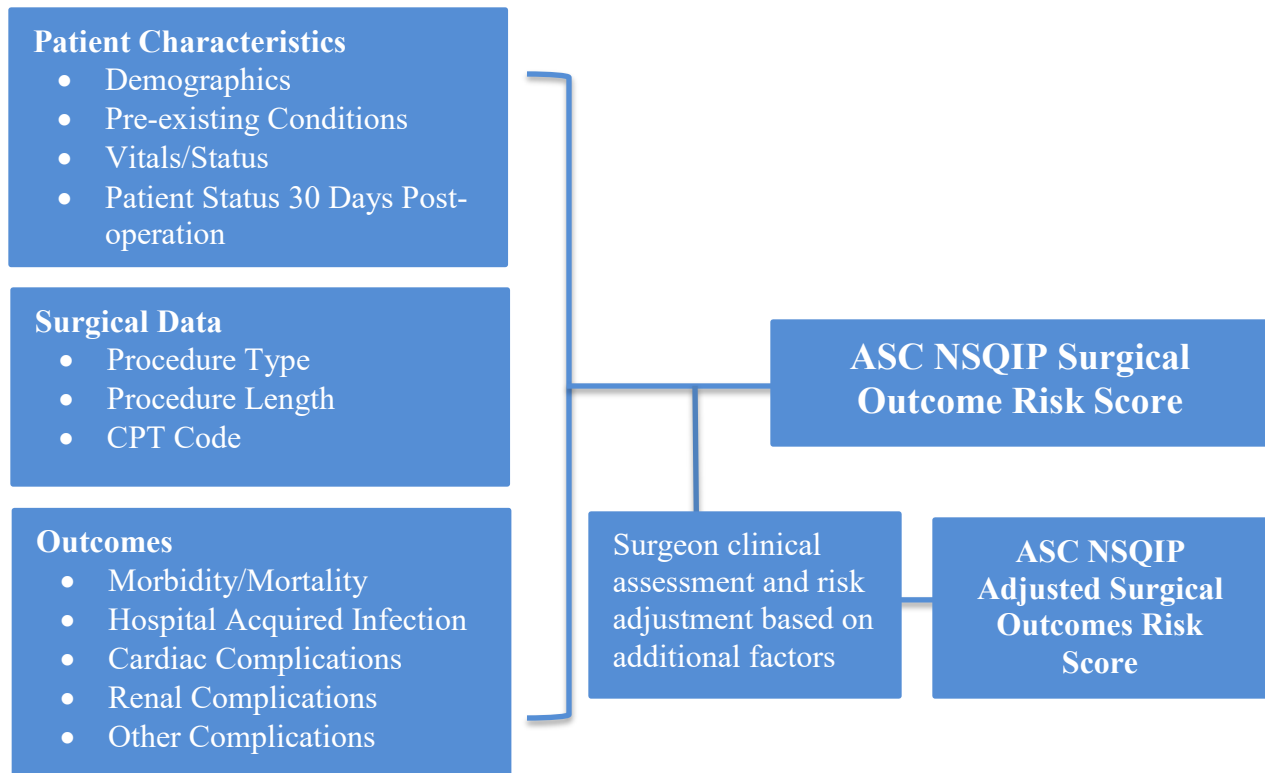 Patient Characteristics
• Demographics
• Pre-existing Conditions
• Vitals/Status
• Patient Status 30 Days Post-
operation
Surgical Data
• Procedure Type
• Procedure Length
• CPT Code
Outcomes
• Morbidity/Mortality
• Hospital Acquired Infection
• Cardiac Complications
• Renal Complications
• Other Complications
ASC NSQIP Surgical
Outcome Risk Score
Surgeon clinical
assessment and risk
adjustment based on
additional factors
ASC NSQIP
Adjusted Surgical
Outcomes Risk
Score